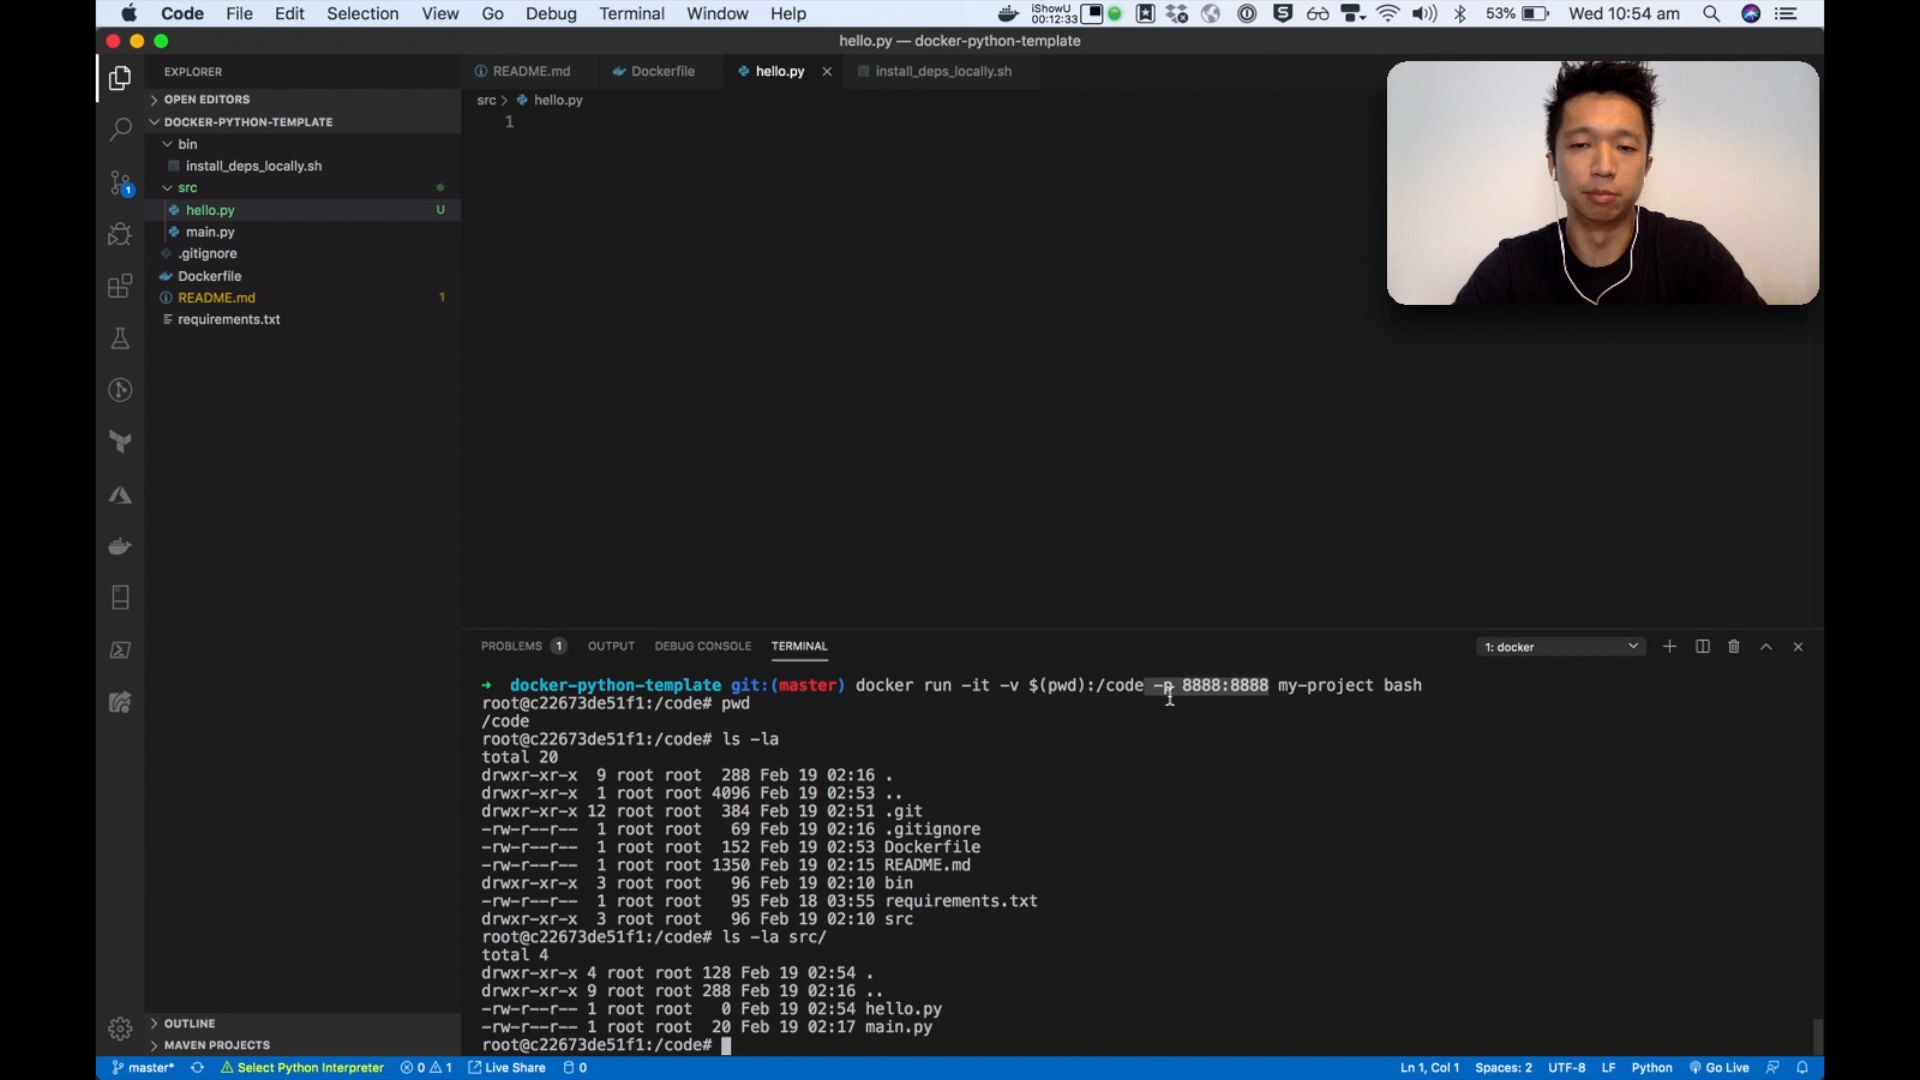 Code File Edit Selection View Go Debug Terminal Window Help iShowU 00:12:33 53% Wed 10:54 am
hello.py — docker-python-template
EXPLORER
OPEN EDITORS
DOCKER-PYTHON-TEMPLATE
bin
install_deps_locally.sh
src
hello.py U
main.py
.gitignore
Dockerfile
README.md 1
requirements.txt
OUTLINE
MAVEN PROJECTS
1
README.md Dockerfile hello.py install_deps_locally.sh
src hello.py
1
PROBLEMS 1 OUTPUT DEBUG CONSOLE TERMINAL 1: docker
docker-python-template git:(master) docker run -it -v $(pwd):/code -p 8888:8888 my-project bash
root@c22673de51f1:/code# pwd
/code
root@c22673de51f1:/code# ls -la
total 20
drwxr-xr-x 9 root root 288 Feb 19 02:16 .
drwxr-xr-x 1 root root 4096 Feb 19 02:53 ..
drwxr-xr-x 12 root root 384 Feb 19 02:51 .git
-rw-r--r-- 1 root root 69 Feb 19 02:16 .gitignore
-rw-r--r-- 1 root root 152 Feb 19 02:53 Dockerfile
-rw-r--r-- 1 root root 1350 Feb 19 02:15 README.md
drwxr-xr-x 3 root root 96 Feb 19 02:10 bin
-rw-r--r-- 1 root root 95 Feb 18 03:55 requirements.txt
drwxr-xr-x 3 root root 96 Feb 19 02:10 src
root@c22673de51f1:/code# ls -la src/
total 4
drwxr-xr-x 4 root root 128 Feb 19 02:54 .
drwxr-xr-x 9 root root 288 Feb 19 02:16 ..
-rw-r--r-- 1 root root 0 Feb 19 02:54 hello.py
-rw-r--r-- 1 root root 20 Feb 19 02:17 main.py
root@c22673de51f1:/code#
master* Select Python Interpreter 0 1 Live Share 0 Ln 1, Col 1 Spaces: 2 UTF-8 LF Python Go Live